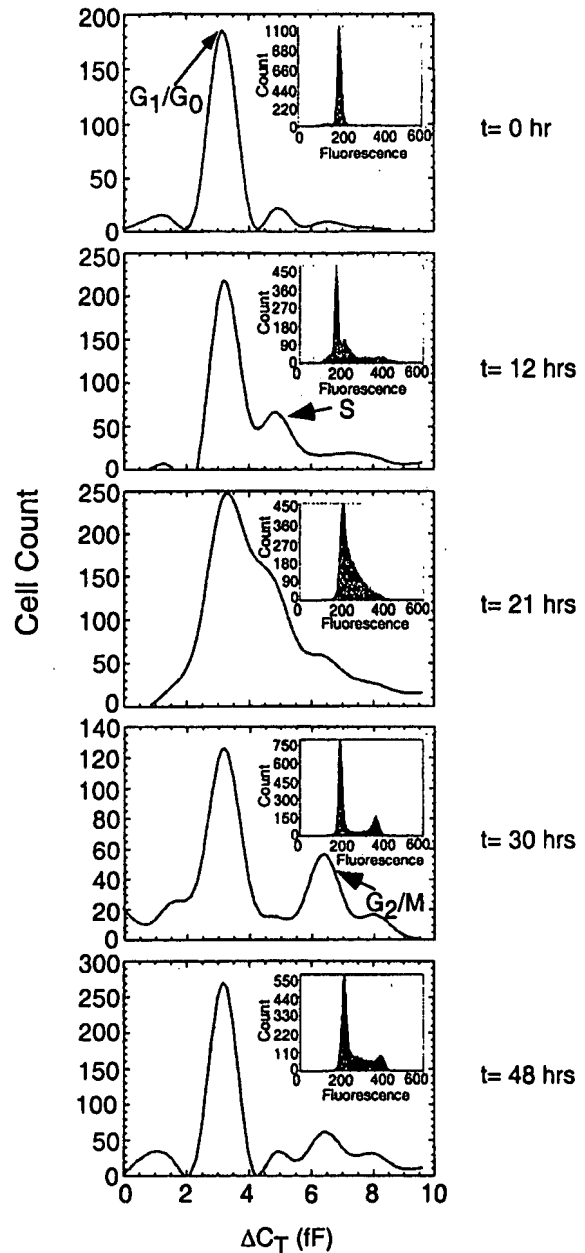 Cell Count
200
150
100
50
0
G1/G0
Count
1100
880
660
440
220
0
0 200 400 600
Fluorescence
t= 0 hr
250
200
150
100
50
0
S
Count
450
360
270
180
90
0
0 200 400 600
Fluorescence
t= 12 hrs
250
200
150
100
50
0
Count
450
360
270
180
90
0
0 200 400 600
Fluorescence
t= 21 hrs
140
120
100
80
60
40
20
0
G2/M
Count
750
600
450
300
150
0 200 400 600
Fluorescence
t= 30 hrs
300
250
200
150
100
50
0
Count
550
440
330
220
110
0
0 200 400 600
Fluorescence
t= 48 hrs
0 2 4 6 8 10
ΔCT (fF)